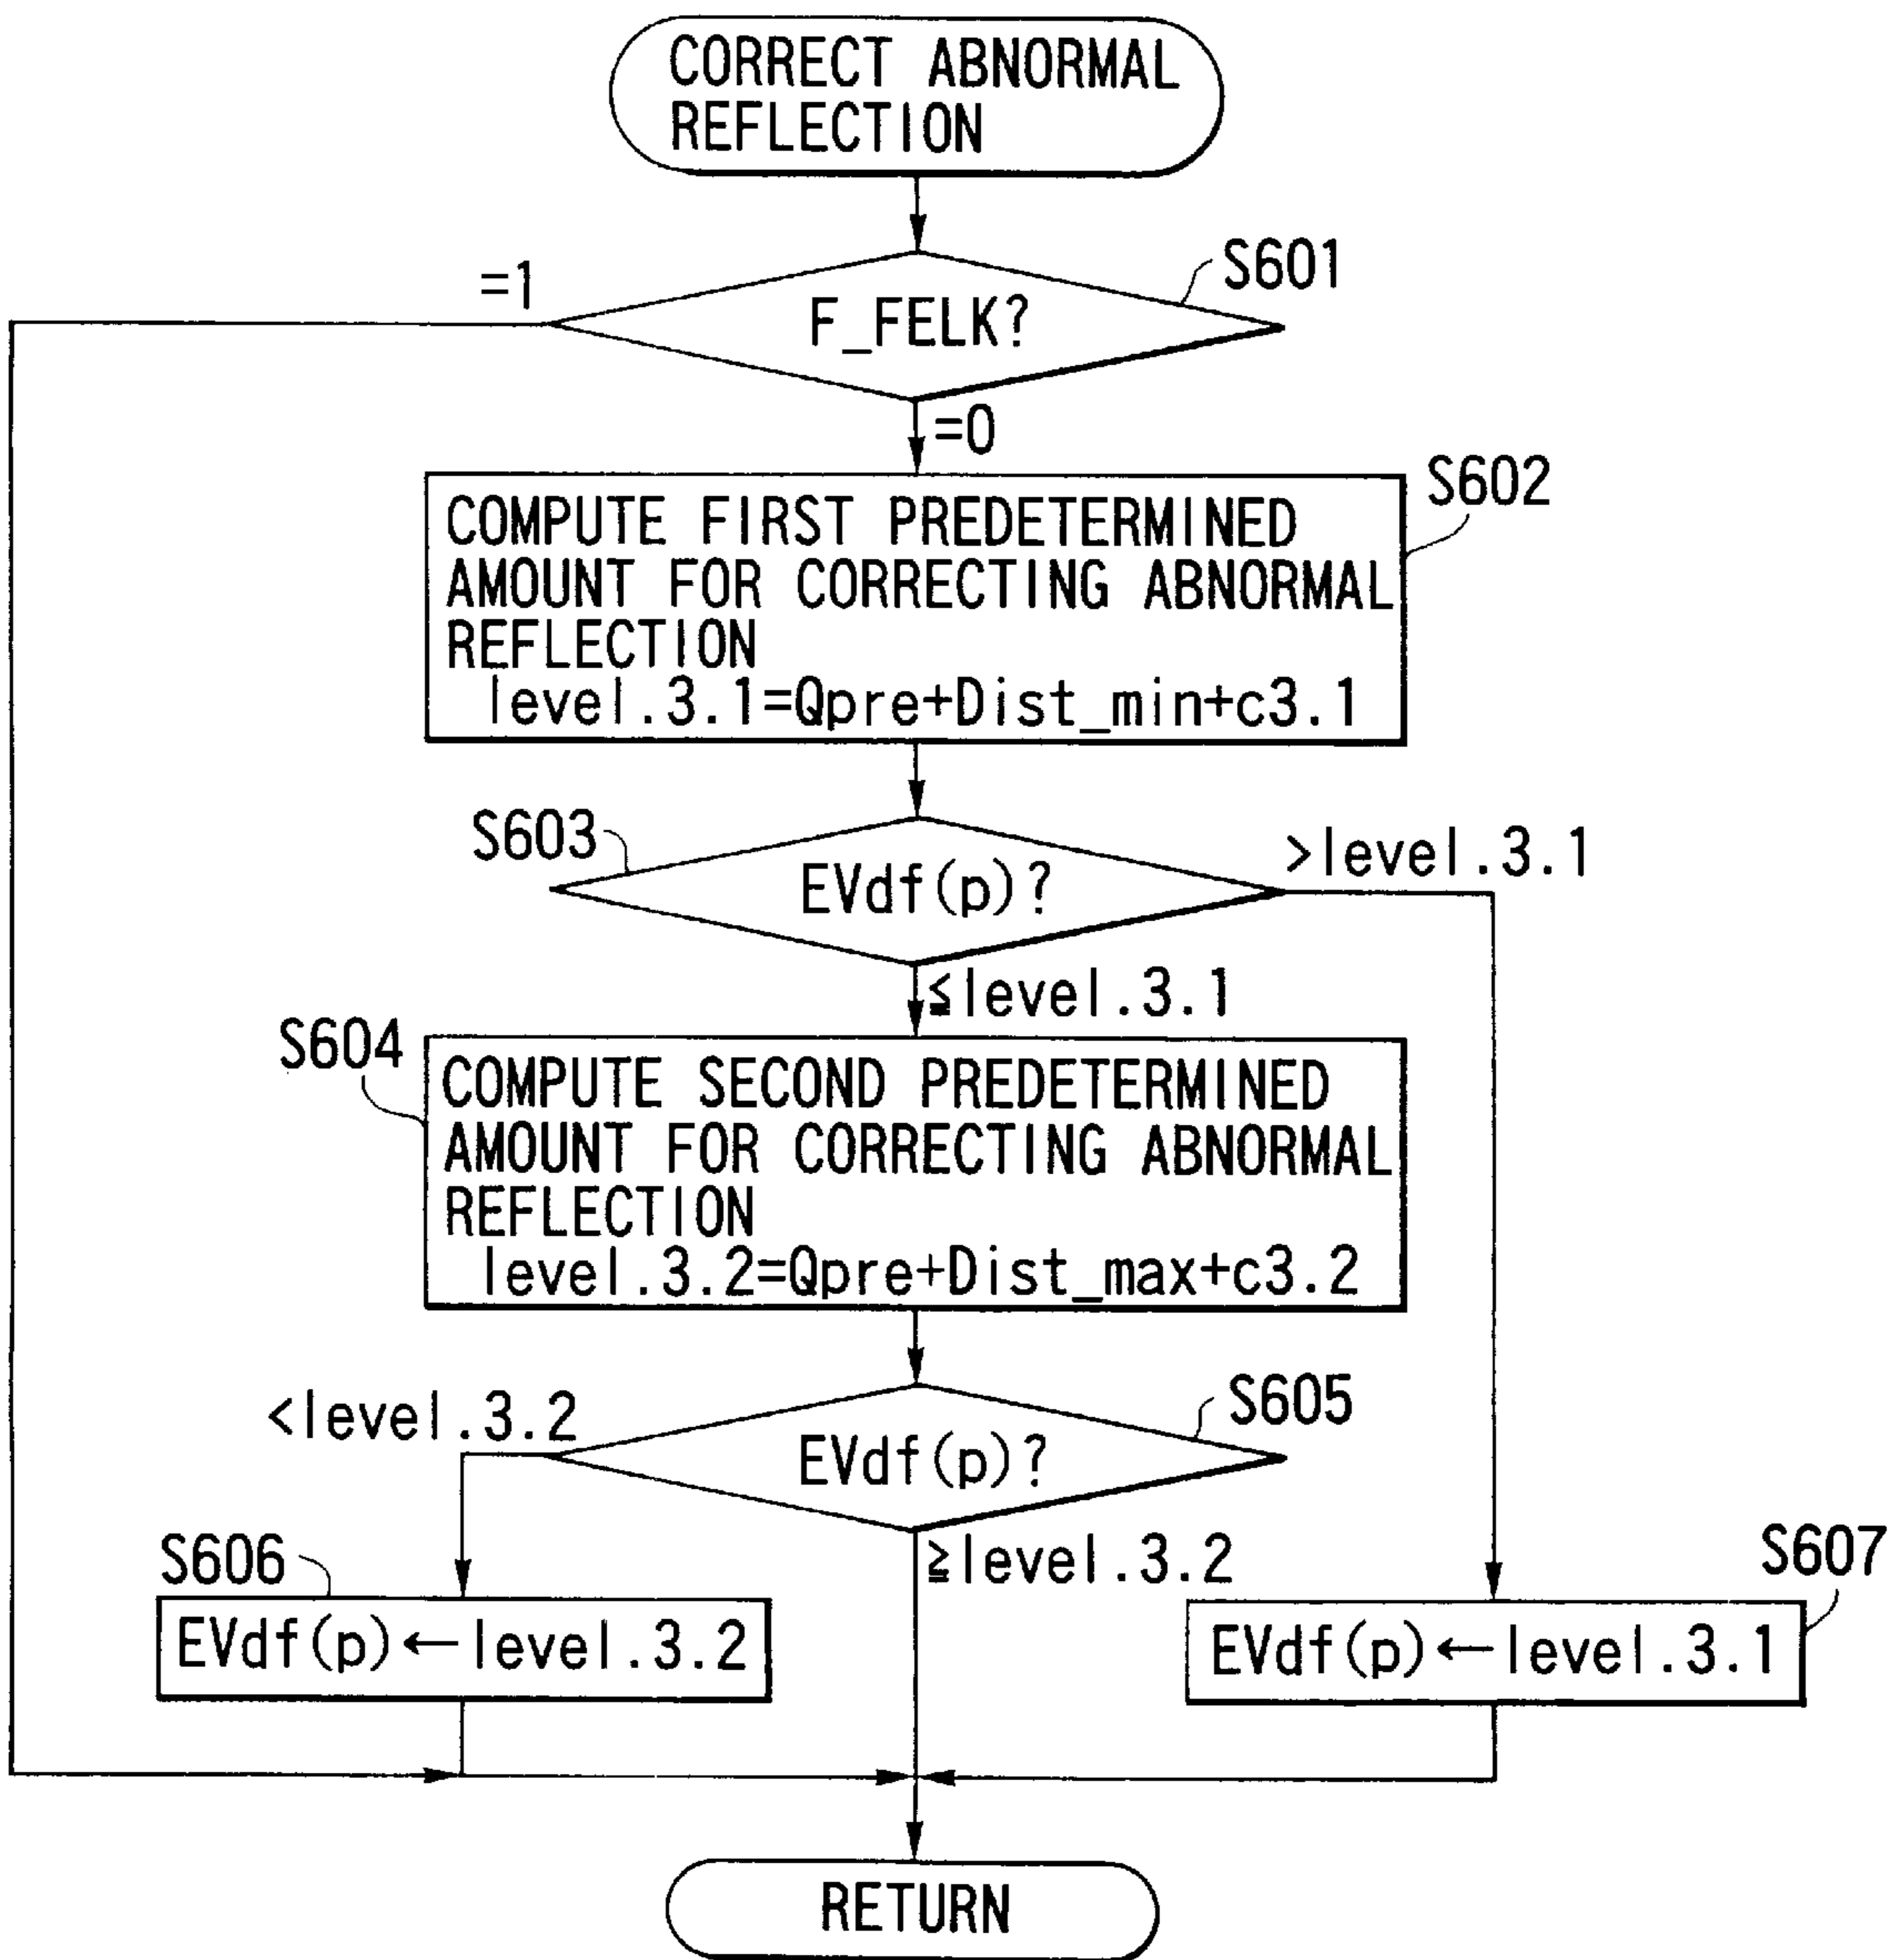 CORRECT ABNORMAL
REFLECTION
S601
=1
F_FELK?
=0
S602
COMPUTE FIRST PREDETERMINED
AMOUNT FOR CORRECTING ABNORMAL
REFLECTION
level.3.1=Qpre+Dist_min+c3.1
S603
>level.3.1
EVdf(p)?
≦level.3.1
S604
COMPUTE SECOND PREDETERMINED
AMOUNT FOR CORRECTING ABNORMAL
REFLECTION
level.3.2=Qpre+Dist_max+c3.2
S605
<level.3.2
EVdf(p)?
≧level.3.2
S606
S607
EVdf(p)←level.3.2
EVdf(p)←level.3.1
RETURN